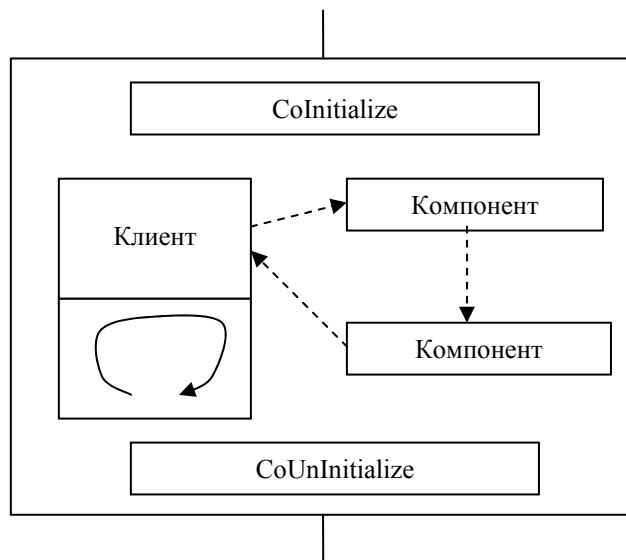 CoInitialize
Клиент
Компонент
Компонент
CoUnInitialize